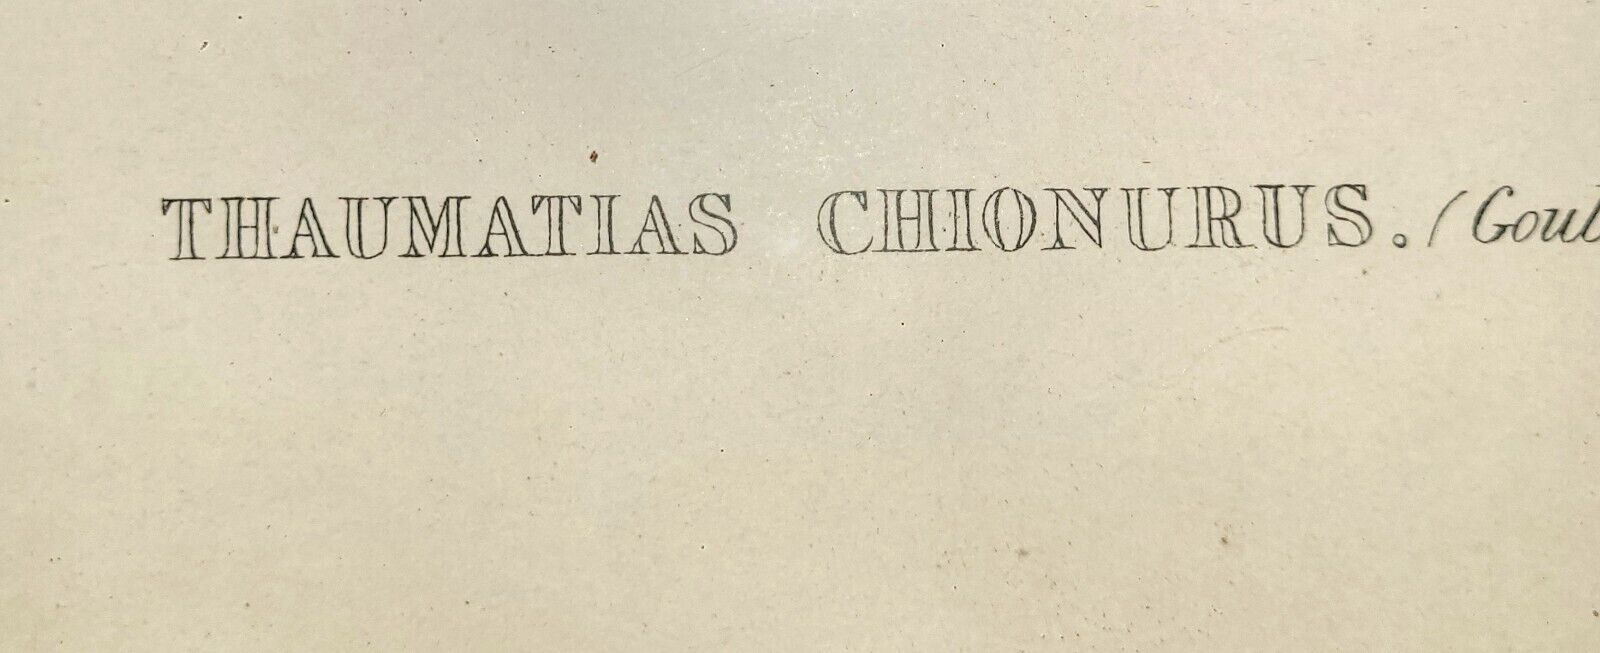 THAUMATIAS CHIONURUS. (Goul